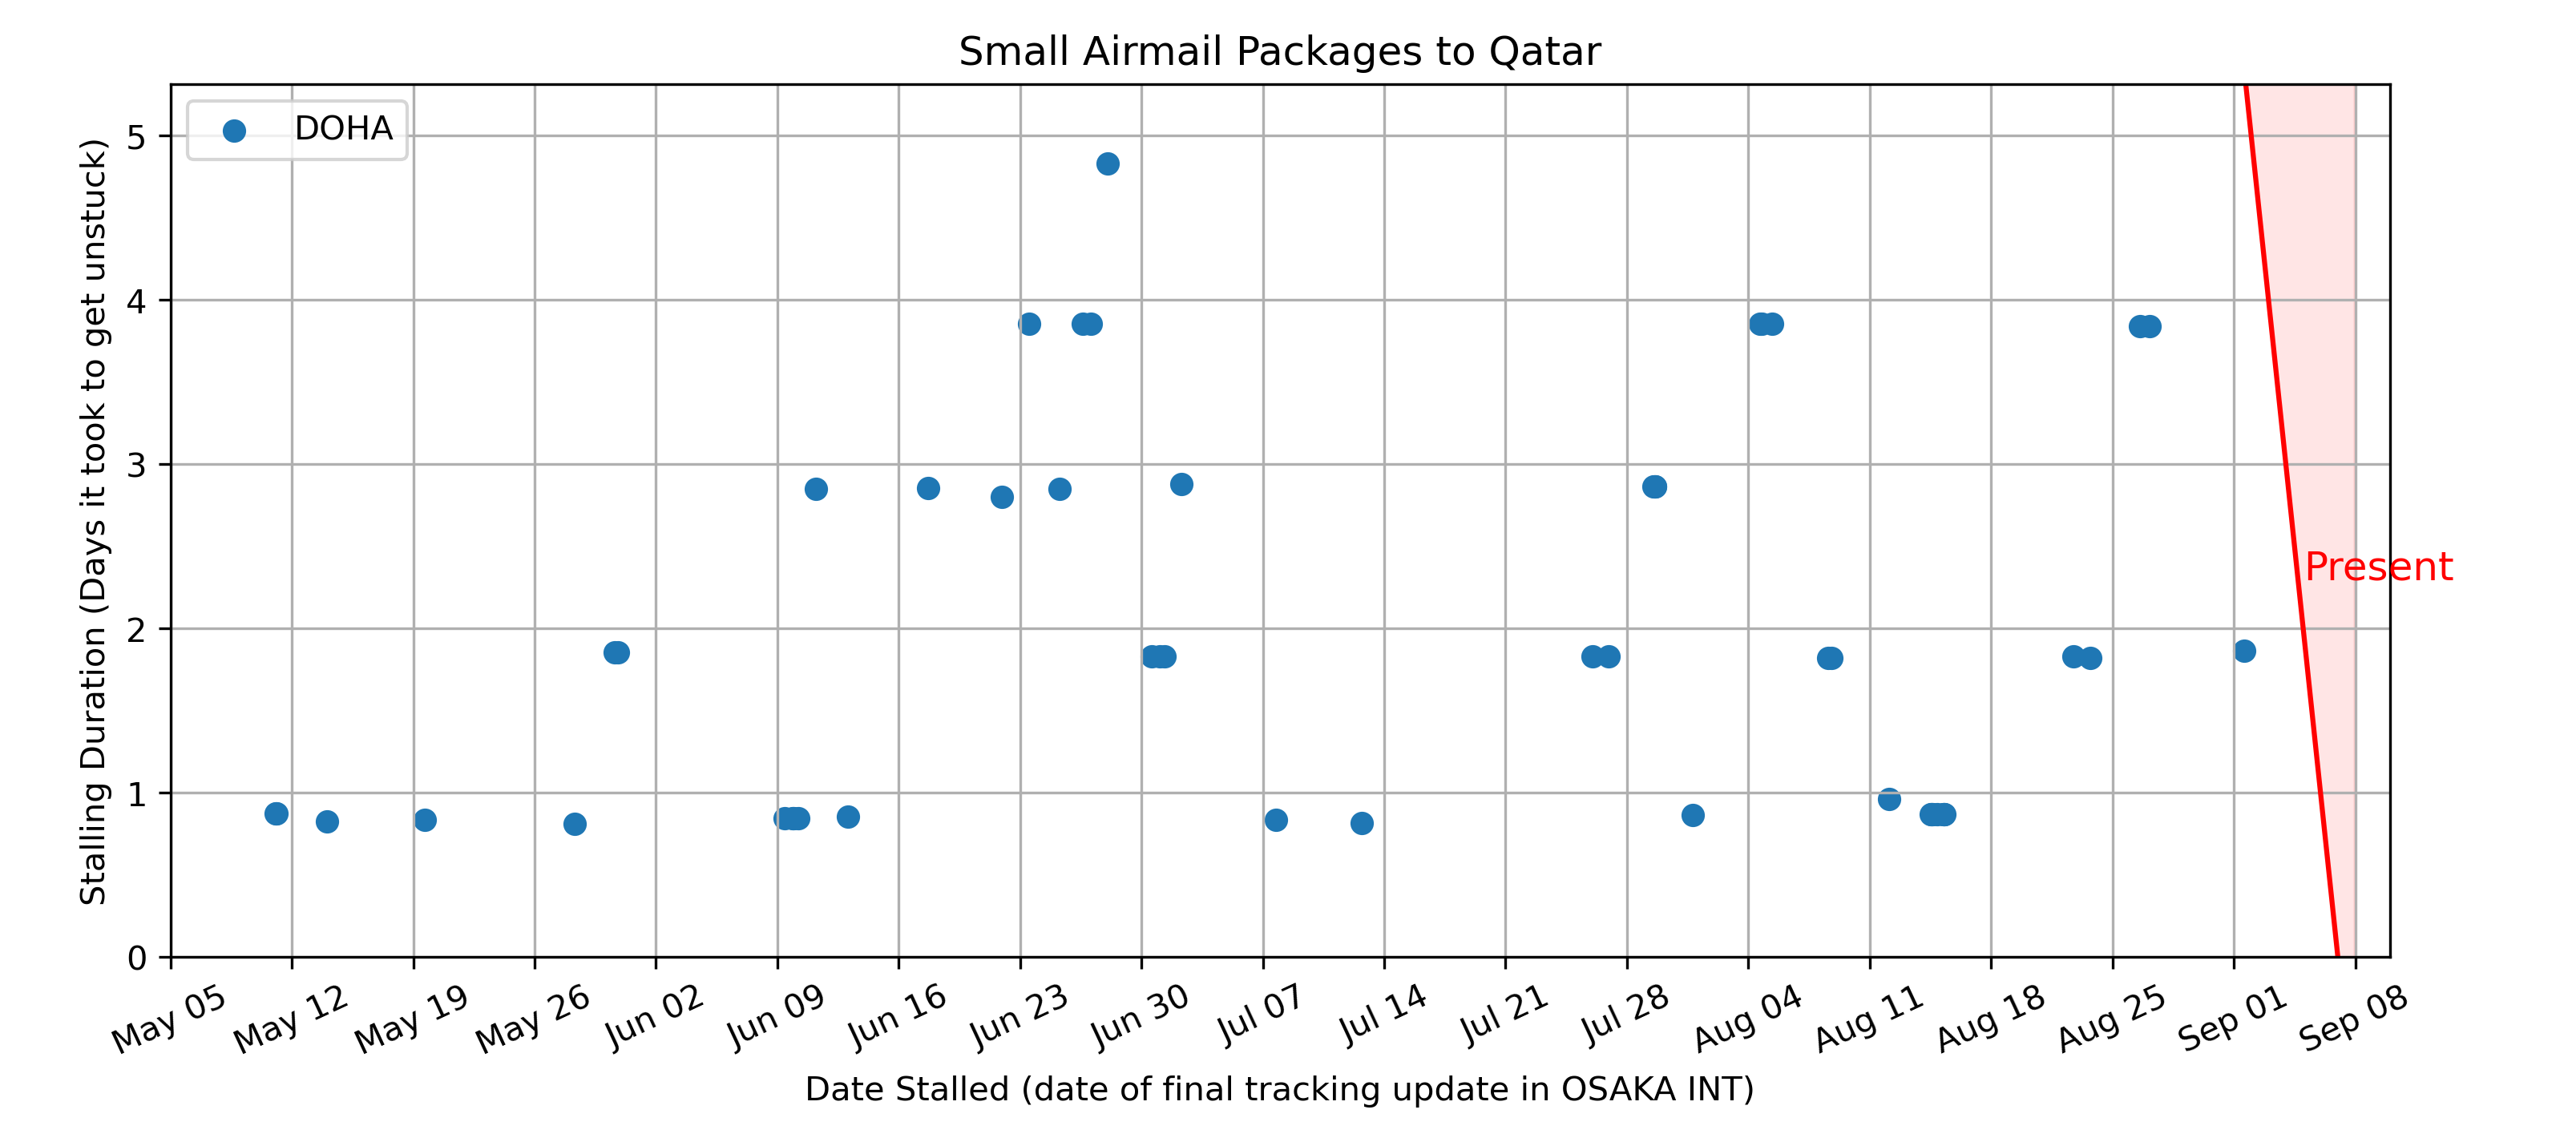 Small Airmail Packages to Qatar
DOHA
Stalling Duration (Days it took to get unstuck)
5
4
3
2
1
0
Present
May 05
May 12
May 19
May 26
Jun 02
Jun 09
Jun 16
Jun 23
Jun 30
Jul 07
Jul 14
Jul 21
Jul 28
Aug 04
Aug 11
Aug 18
Aug 25
Sep 01
Sep 08
Date Stalled (date of final tracking update in OSAKA INT)